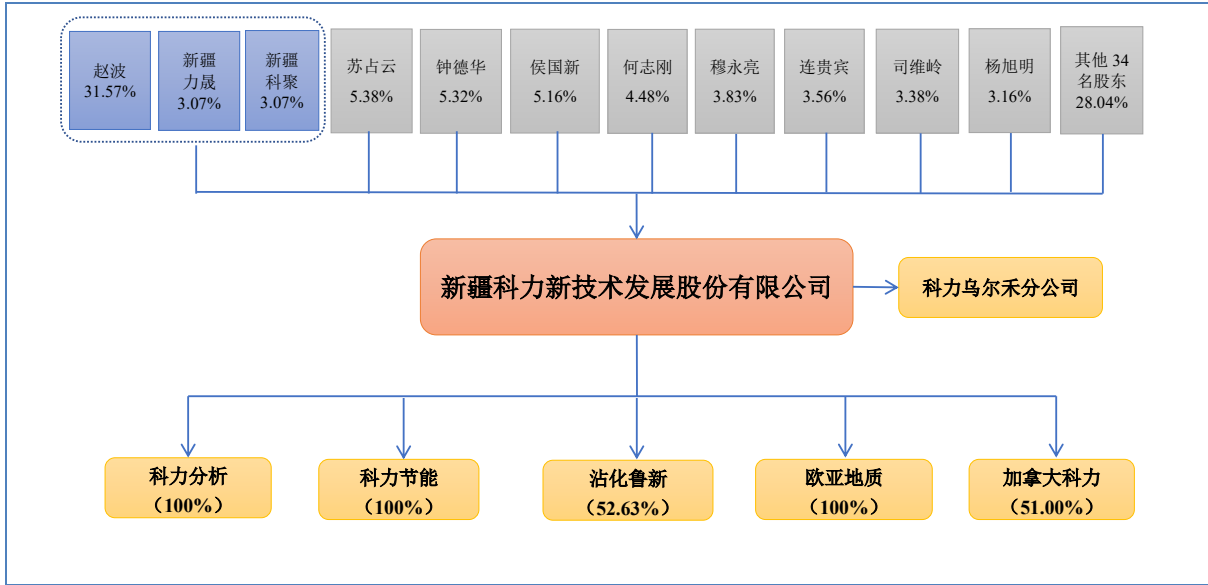 赵波
31.57%
新疆
力晟
3.07%
新疆
科聚
3.07%
苏占云
5.38%
钟德华
5.32%
侯国新
5.16%
何志刚
4.48%
穆永亮
3.83%
连贵宾
3.56%
司维岭
3.38%
杨旭明
3.16%
其他 34
名股东
28.04%
新疆科力新技术发展股份有限公司
科力乌尔禾分公司
科力分析
（100%）
科力节能
（100%）
沾化鲁新
（52.63%）
欧亚地质
（100%）
加拿大科力
（51.00%）